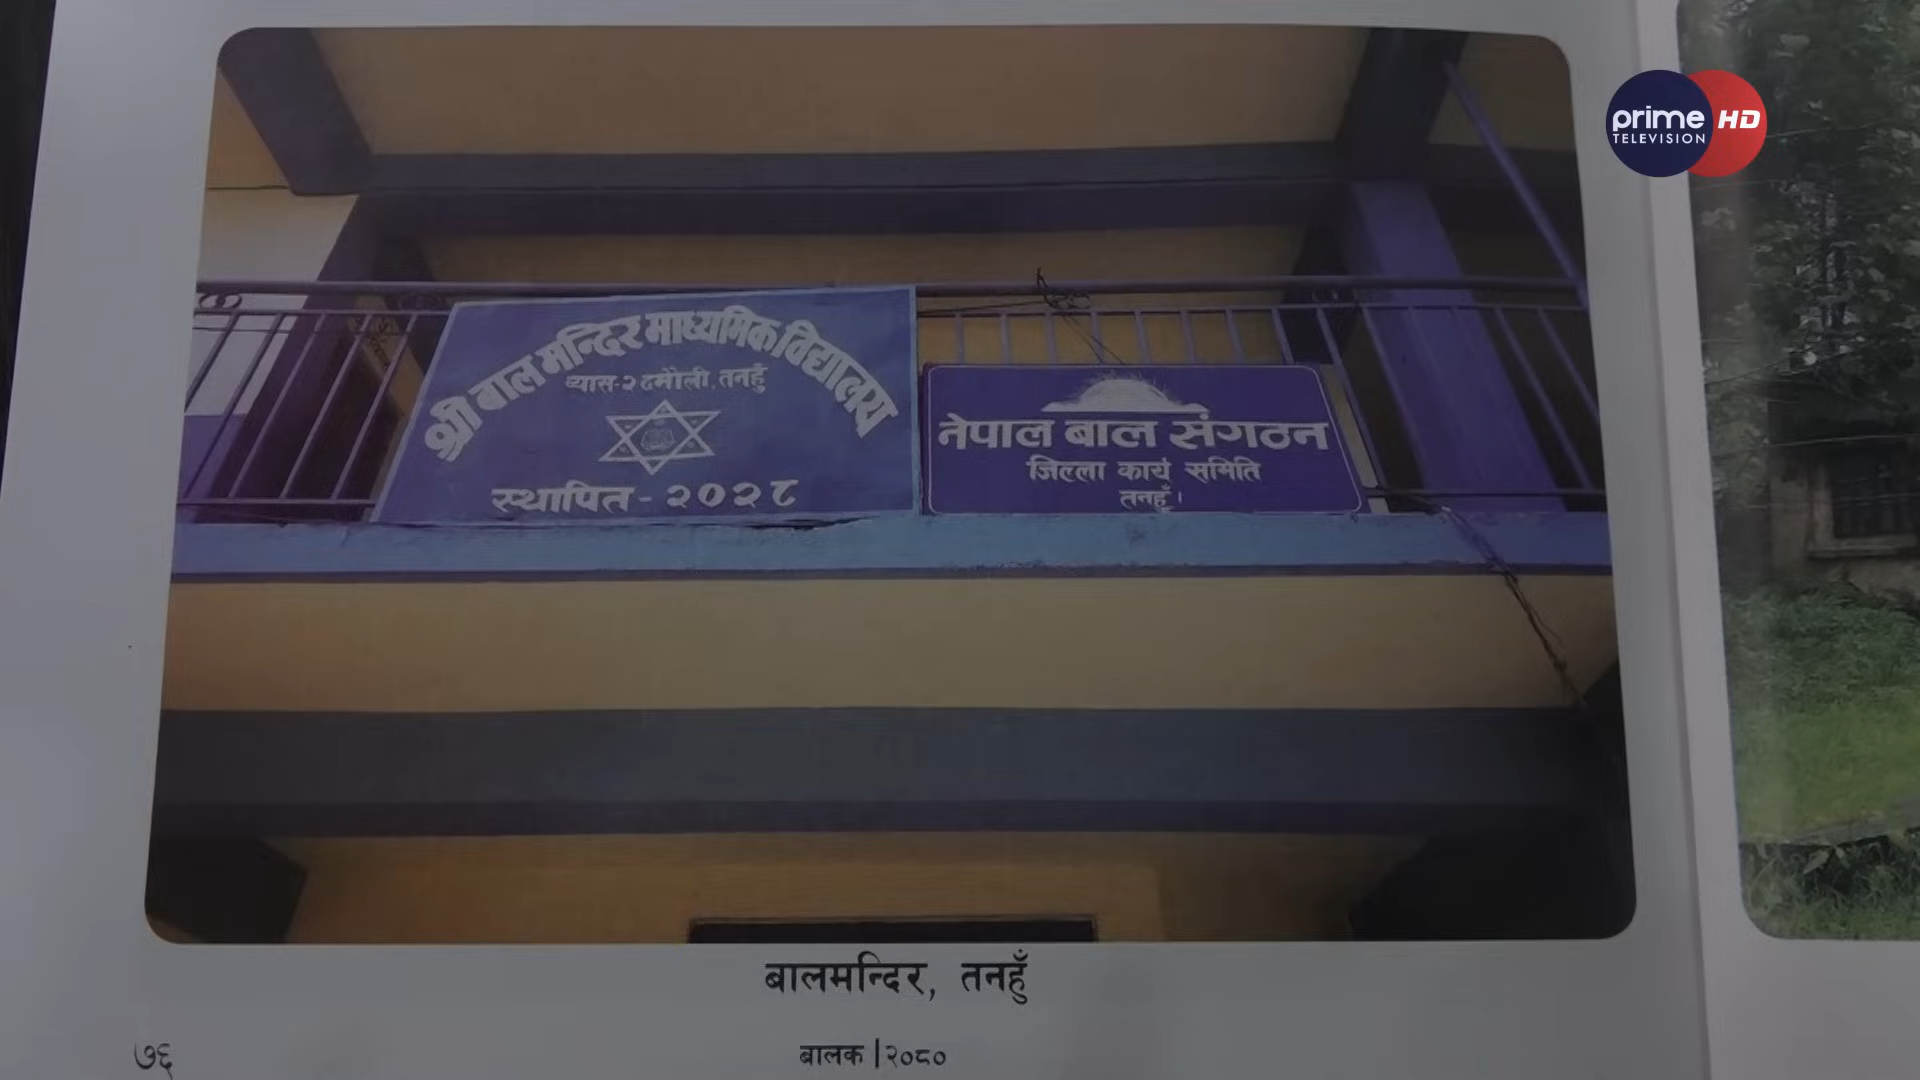 prime HD
TELEVISION
श्री बाल मन्दिर माध्यमिक विद्यालय
व्यास-२ दमौली, तनहुँ
स्थापित - २०२८
नेपाल बाल संगठन
जिल्ला कार्य समिति
तनहुँ।
बालमन्दिर, तनहुँ
७६
बालक |२०८०